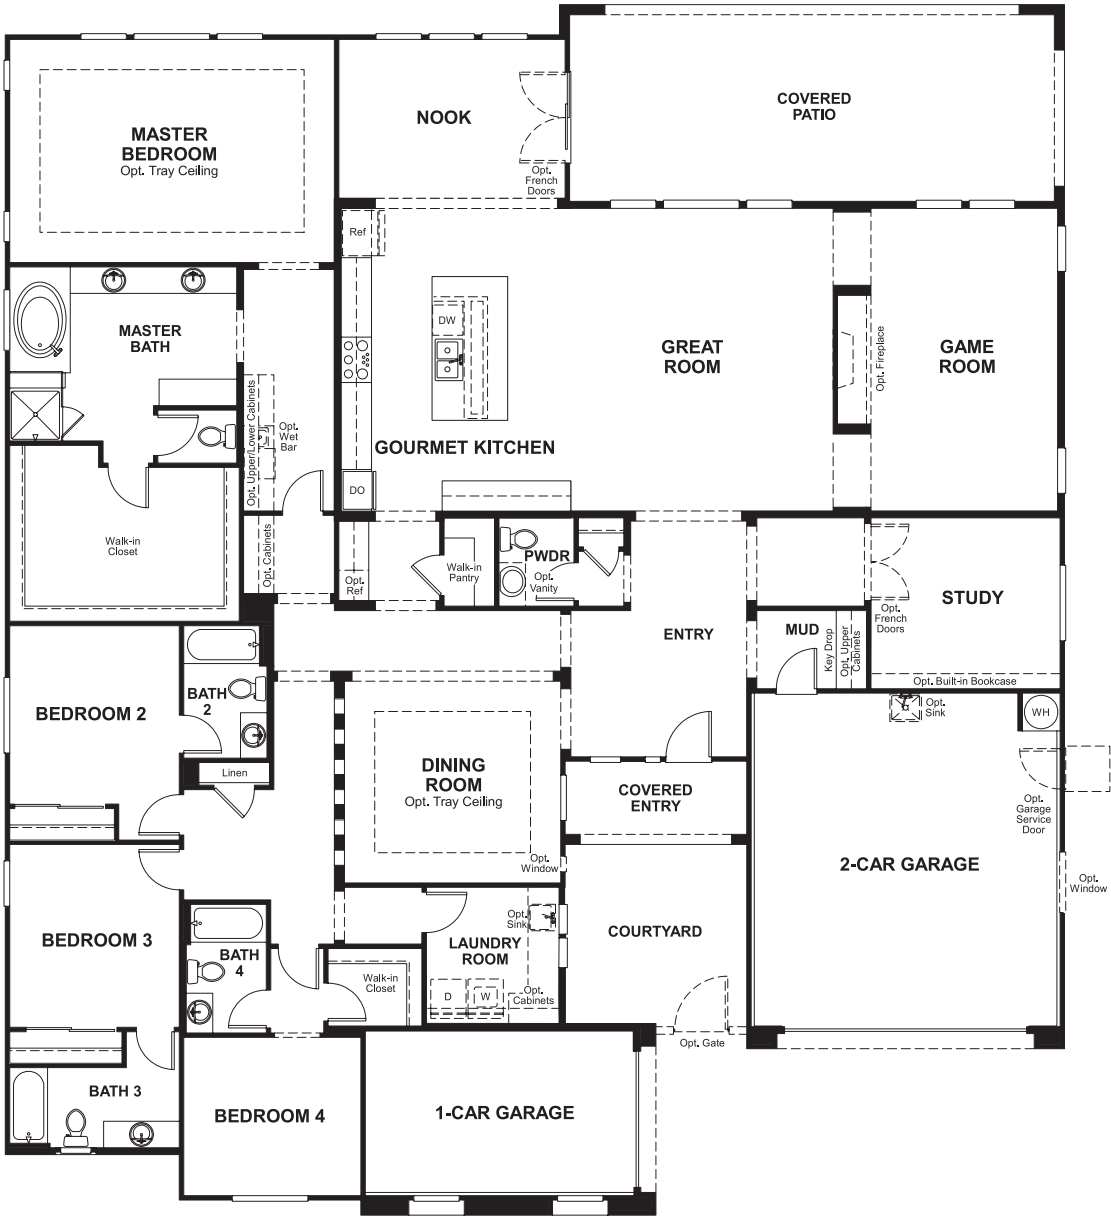 COVERED
PATIO
NOOK
MASTER
BEDROOM
Opt. Tray Ceiling
Opt.
French
Doors
Ref
DW
MASTER
BATH
GREAT
ROOM
Opt. Fireplace
GAME
ROOM
Opt. Upper/Lower Cabinets
Opt.
Wet
Bar
GOURMET KITCHEN
DO
Walk-in
Closet
Opt. Cabinets
Opt.
Ref
Walk-in
Pantry
PWDR
Opt.
Vanity
STUDY
Opt.
French
Doors
ENTRY
MUD
Key Drop
Opt. Upper
Cabinets
Opt. Built-in Bookcase
BATH
2
BEDROOM 2
Opt.
Sink
WH
Linen
DINING
ROOM
Opt. Tray Ceiling
COVERED
ENTRY
Opt.
Garage
Service
Door
Opt.
Window
2-CAR GARAGE
Opt.
Window
BEDROOM 3
BATH
4
Opt.
Sink
LAUNDRY
ROOM
COURTYARD
Walk-in
Closet
D
W
Opt.
Cabinets
Opt. Gate
BATH 3
BEDROOM 4
1-CAR GARAGE